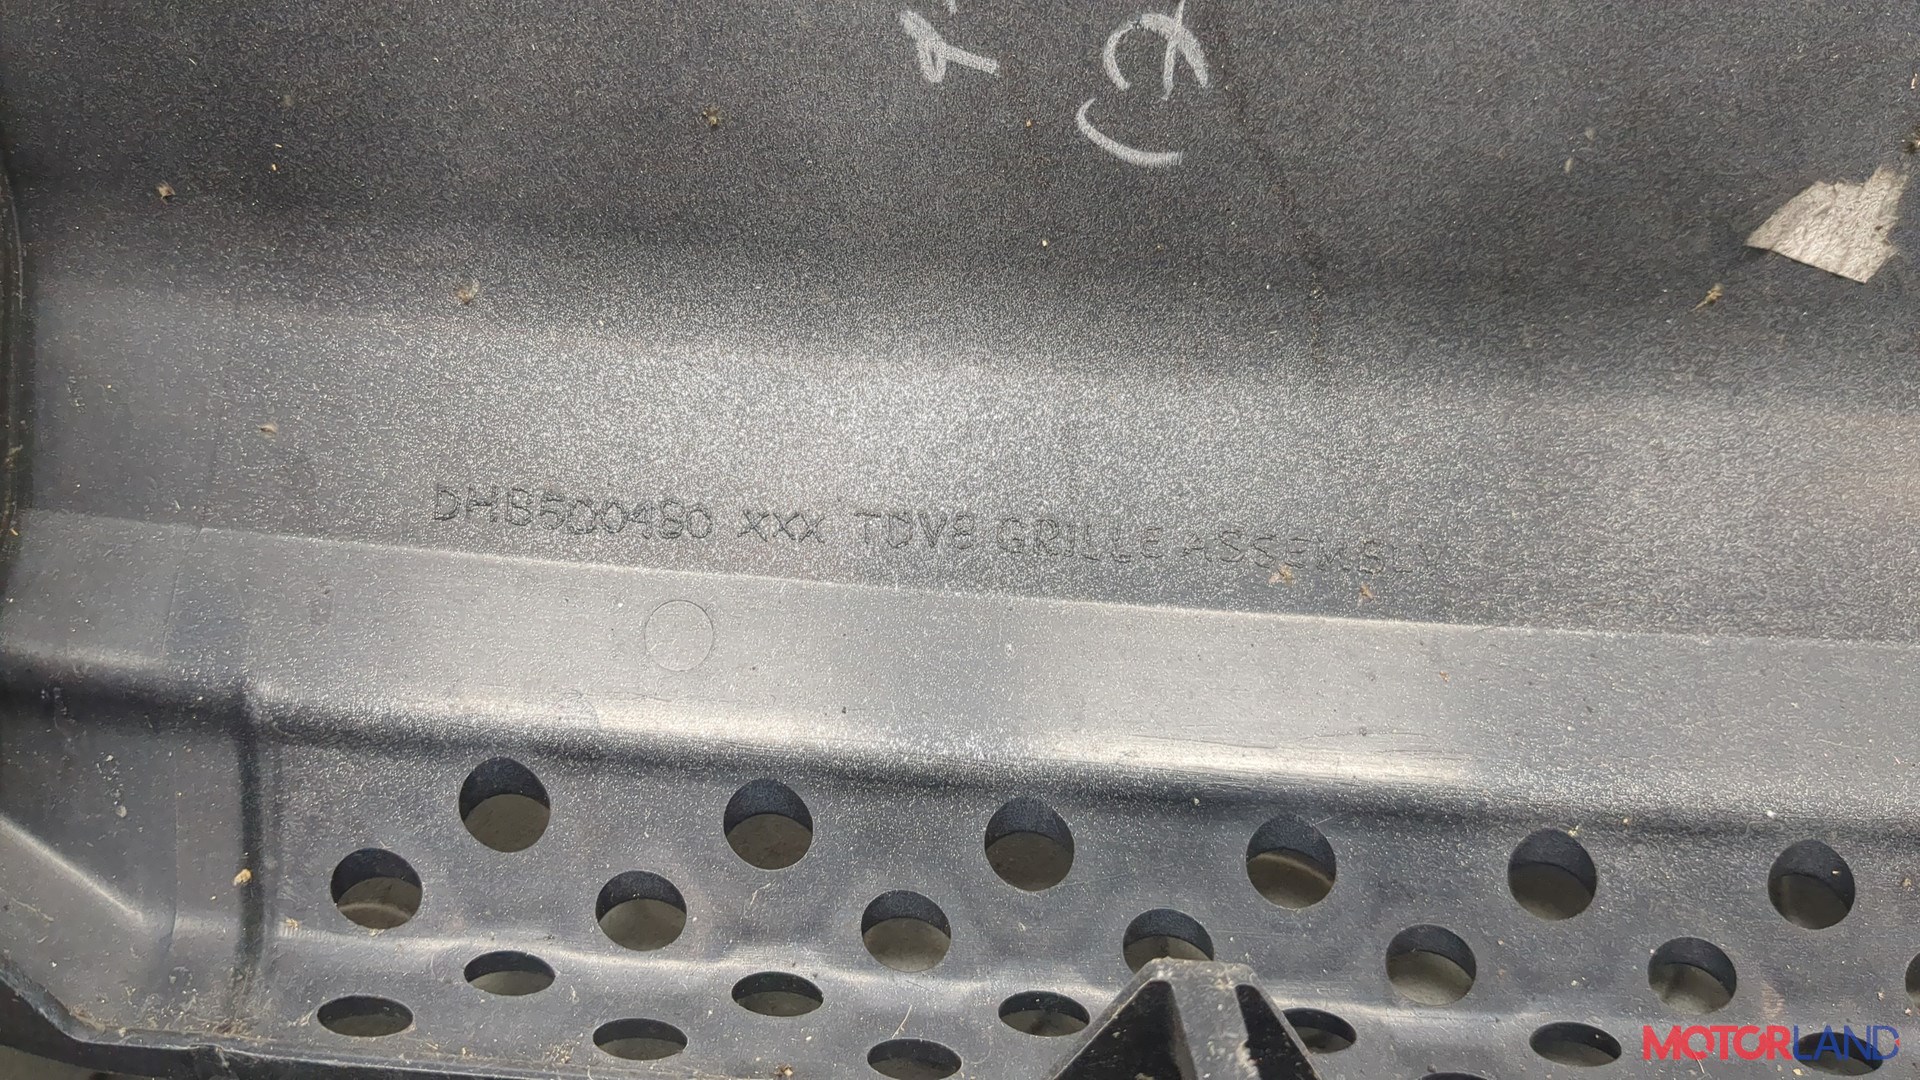 DHB500480 XXX TDV8 GRILLE ASSEMBLY
MOTORLAND